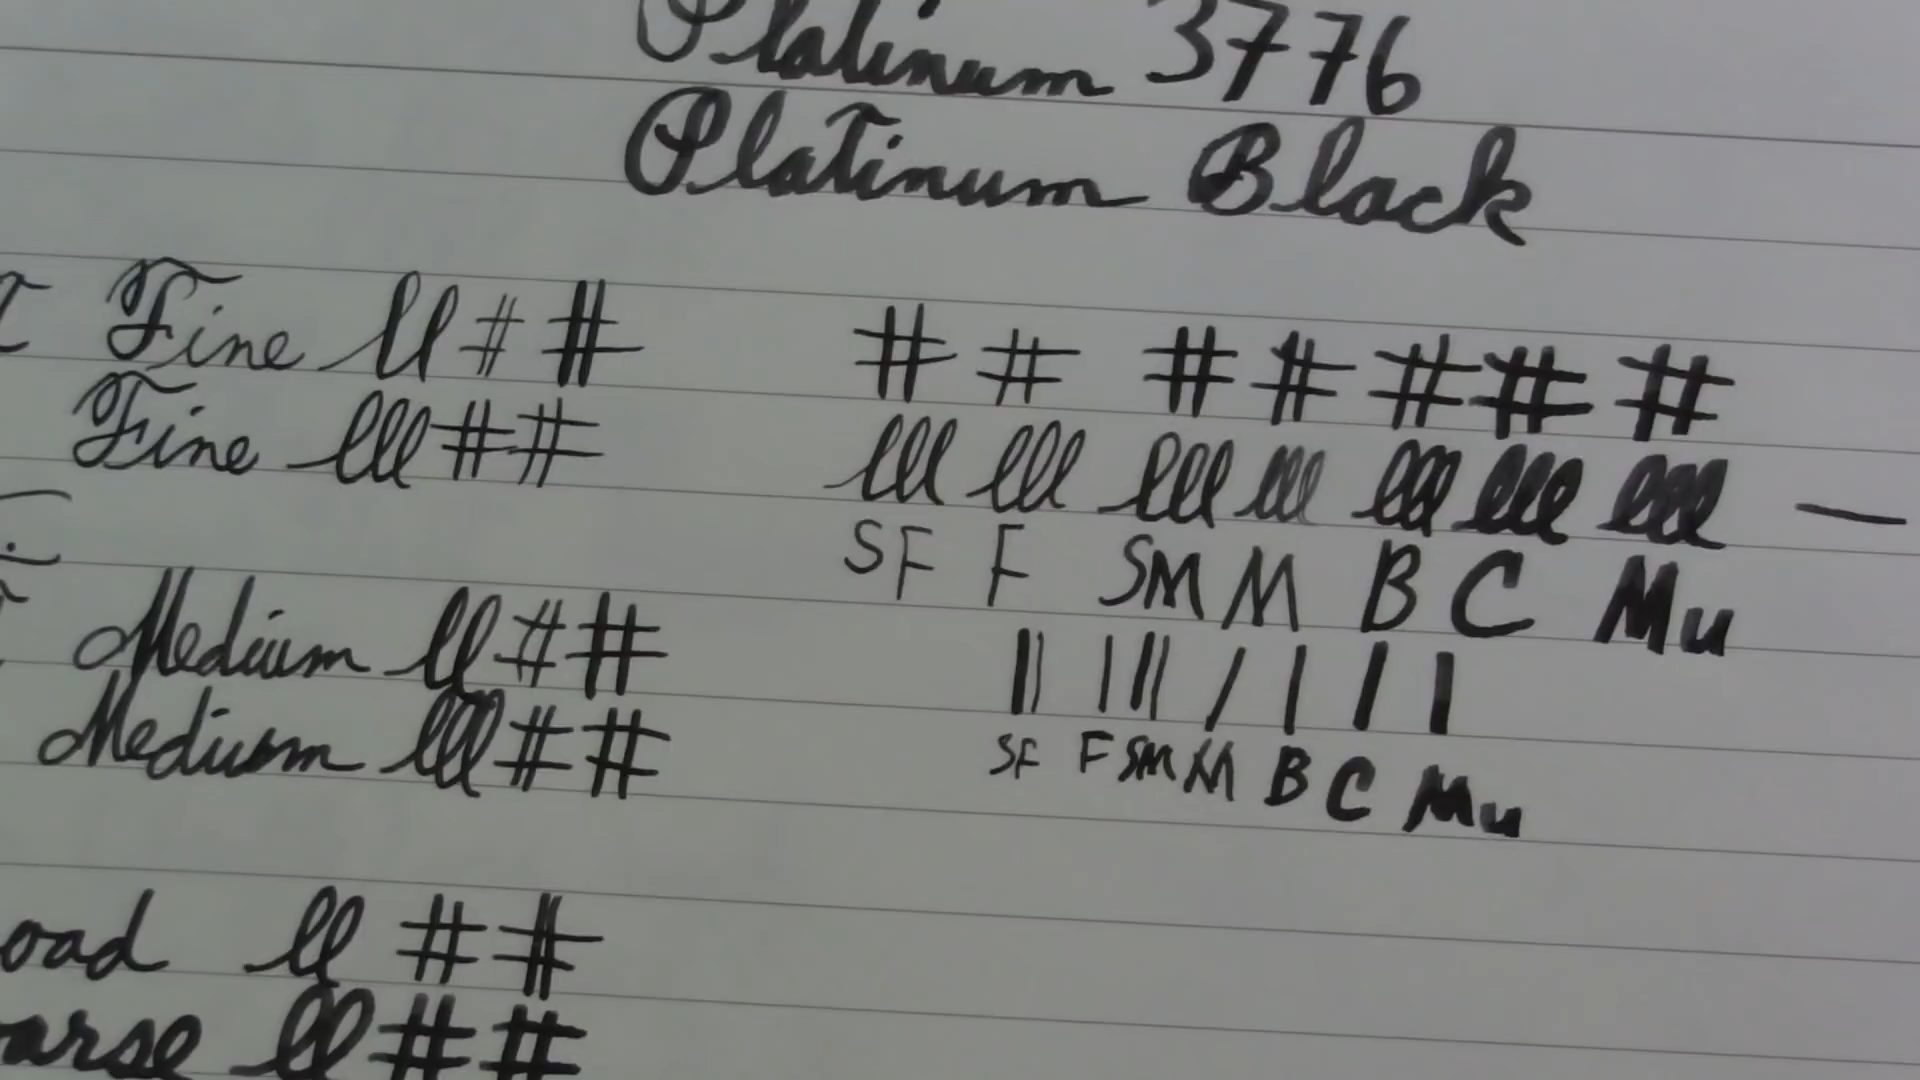 Platinum 3776
Platinum Black
Fine ll # #
# # # # # # #
Fine lll # #
lll lll lll lll lll lll lll —
SF F SM M B C Mu
Medium ll # #
Medium lll # #
SF F SM M B C Mu
oad ll # #
arse ll # #